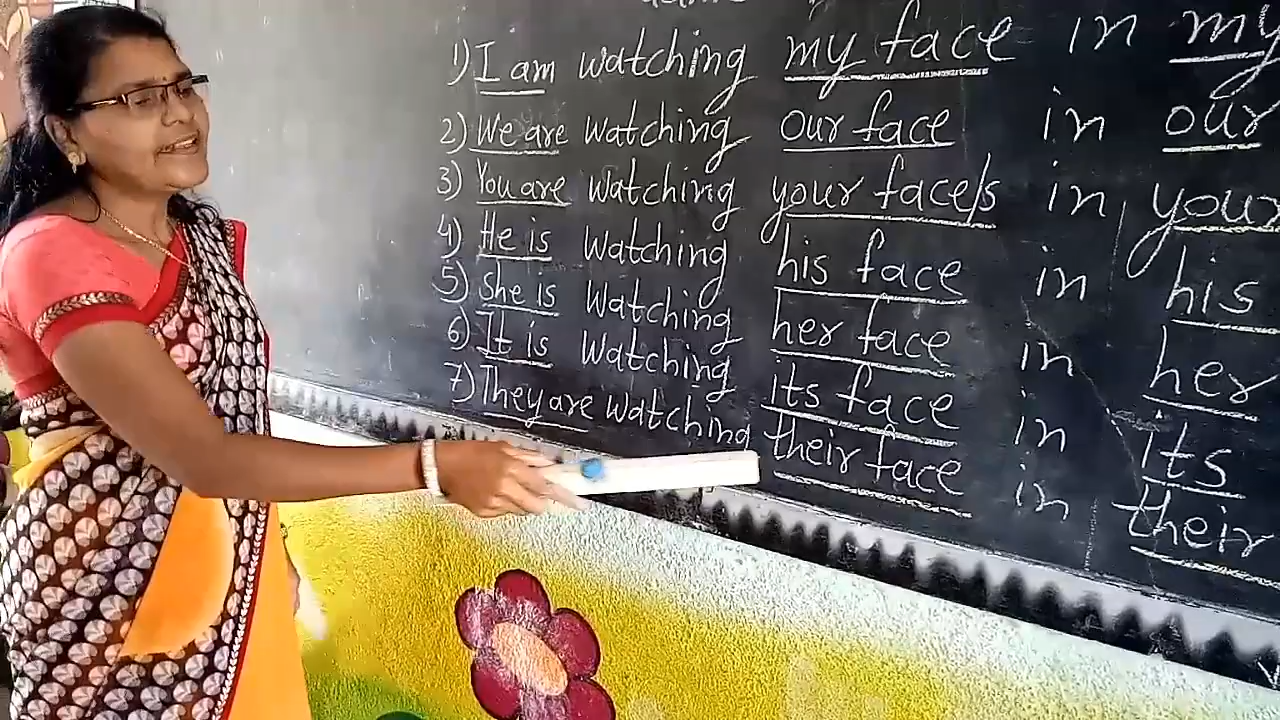 1) I am watching my face in my
2) We are watching our face in our
3) You are watching your face/s in your
4) He is watching his face in his
5) She is watching her face in her
6) It is watching its face in its
7) They are watching their face in their